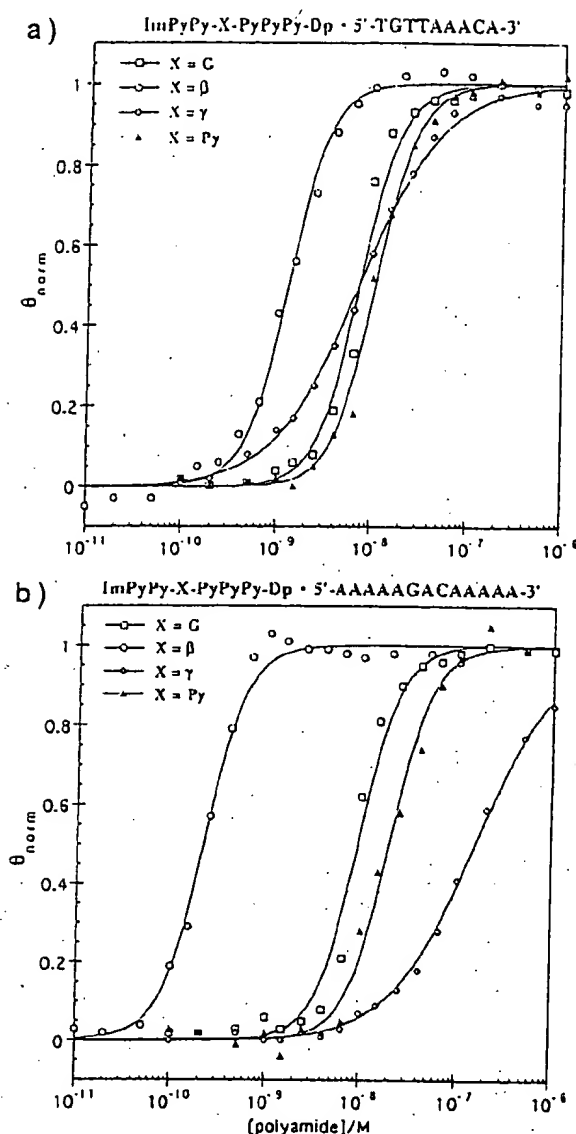 a) ImPyPy-X-PyPyPy-Dp • 5'-TGTTAAACA-3'
X = G
X = β
X = γ
X = Py
1
0.8
0.6
0.4
0.2
0
θnorm
10⁻¹¹ 10⁻¹⁰ 10⁻⁹ 10⁻⁸ 10⁻⁷ 10⁻⁶
b) ImPyPy-X-PyPyPy-Dp • 5'-AAAAAGACAAAAA-3'
X = G
X = β
X = γ
X = Py
1
0.8
0.6
0.4
0.2
0
θnorm
10⁻¹¹ 10⁻¹⁰ 10⁻⁹ 10⁻⁸ 10⁻⁷ 10⁻⁶
[polyamide]/M